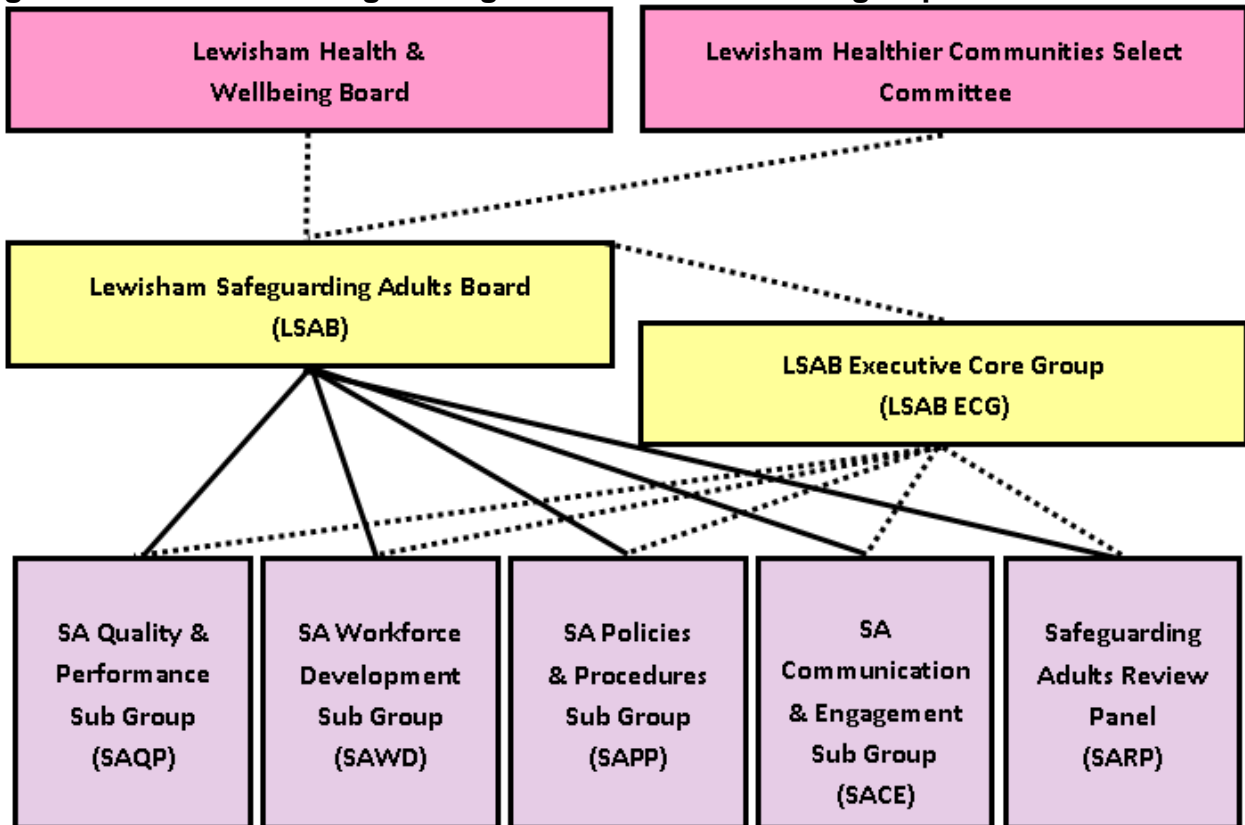 Lewisham Health &
Wellbeing Board
Lewisham Healthier Communities Select
Committee
Lewisham Safeguarding Adults Board
(LSAB)
LSAB Executive Core Group
(LSAB ECG)
SA Quality &
Performance
Sub Group
(SAQP)
SA Workforce
Development
Sub Group
(SAWD)
SA Policies
& Procedures
Sub Group
(SAPP)
SA
Communication
& Engagement
Sub Group
(SACE)
Safeguarding
Adults Review
Panel
(SARP)